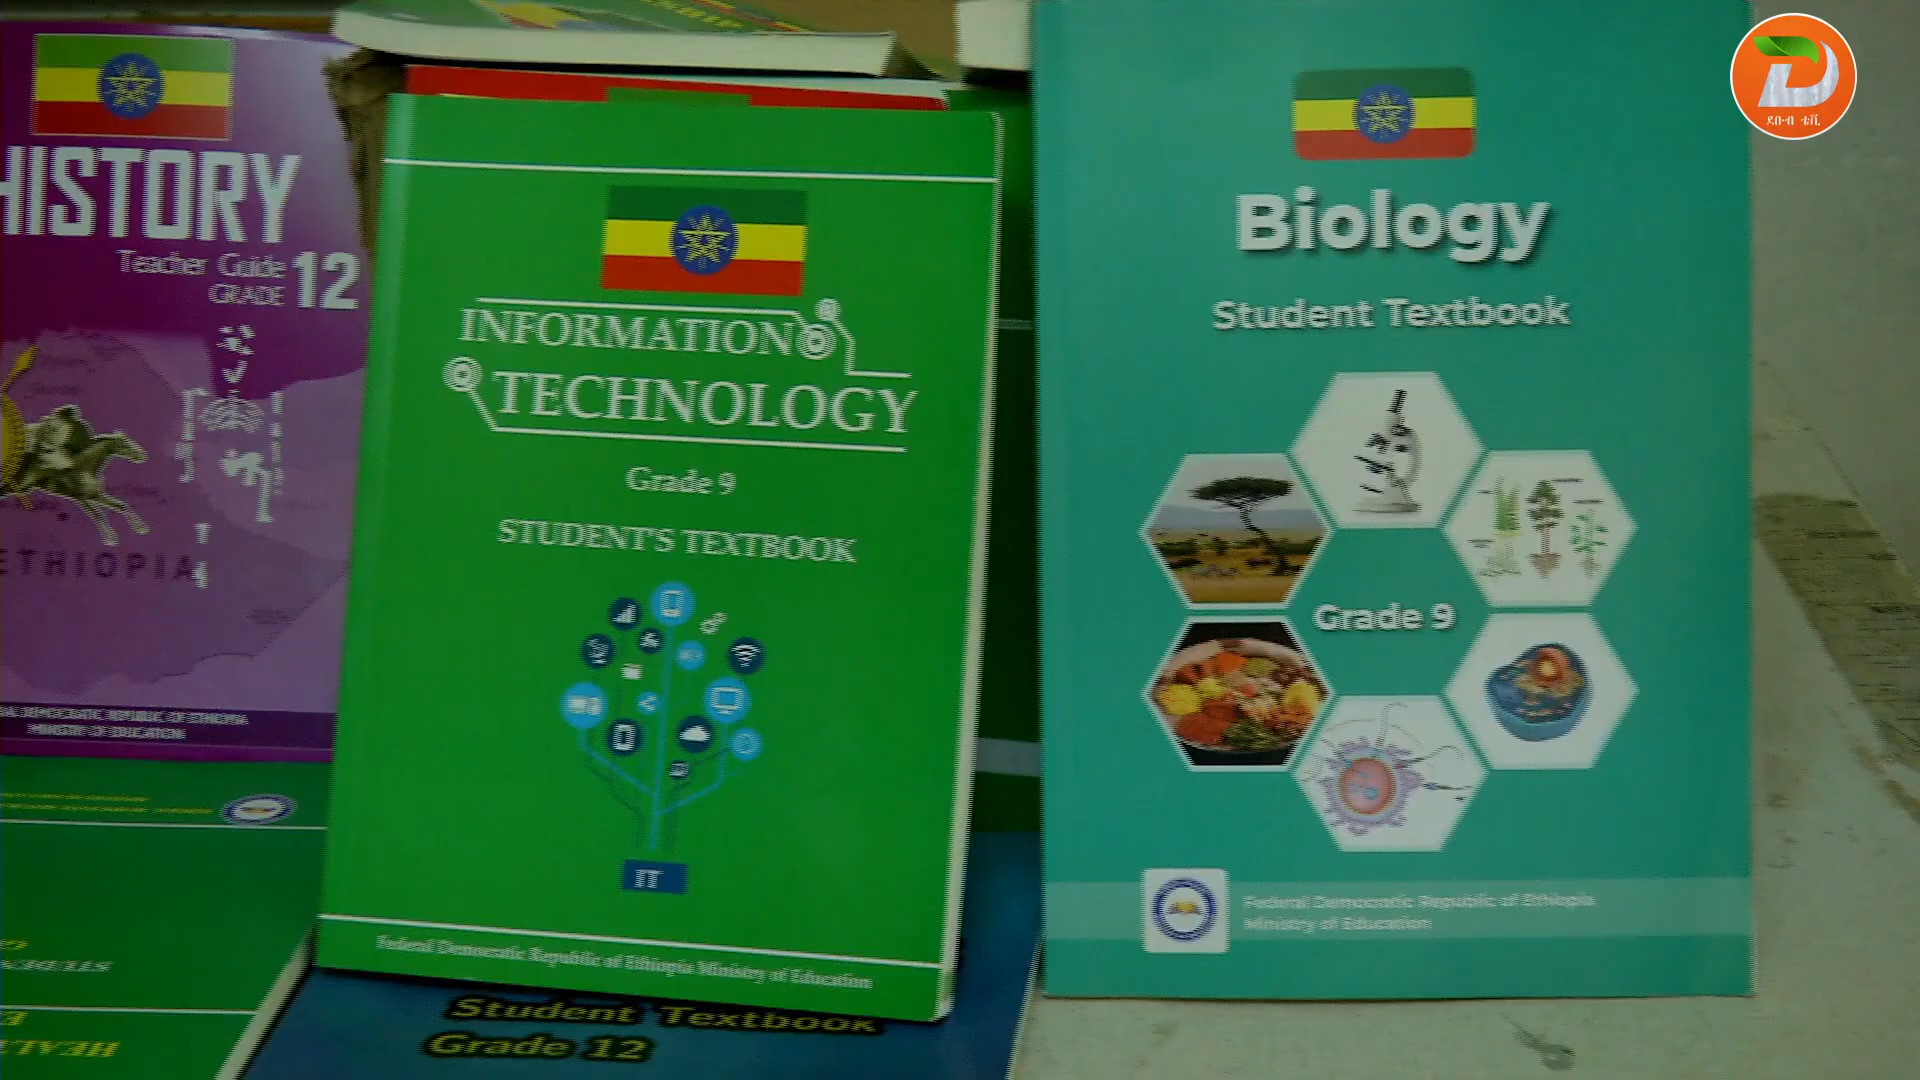 HISTORY
Teacher Guide
GRADE 12
ETHIOPIA
MINISTRY OF EDUCATION
INFORMATION
TECHNOLOGY
Grade 9
STUDENT'S TEXTBOOK
IT
Federal Democratic Republic of Ethiopia Ministry of Education
Student Textbook
Grade 12
Biology
Student Textbook
Grade 9
Federal Democratic Republic of Ethiopia
Ministry of Education
ደቡብ ቲቪ